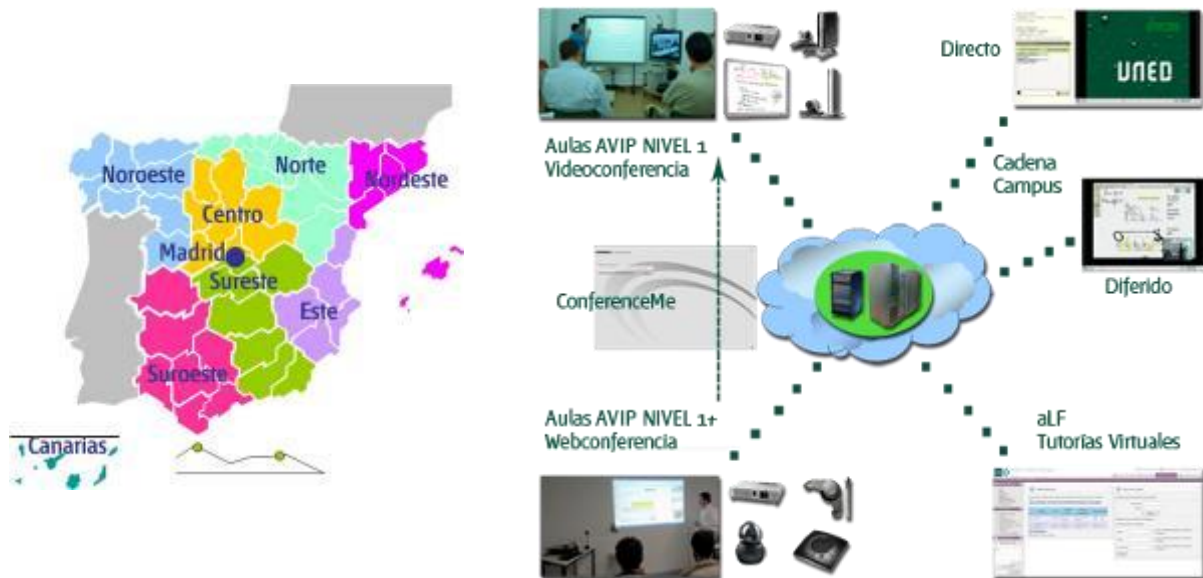 Noroeste
Norte
Nordeste
Centro
Madrid
Sureste
Este
Suroeste
Canarias
Directo
UNED
Aulas AVIP NIVEL 1
Videoconferencia
Cadena
Campus
ConferenceMe
Diferido
Aulas AVIP NIVEL 1+
Webconferencia
aLF
Tutorías Virtuales